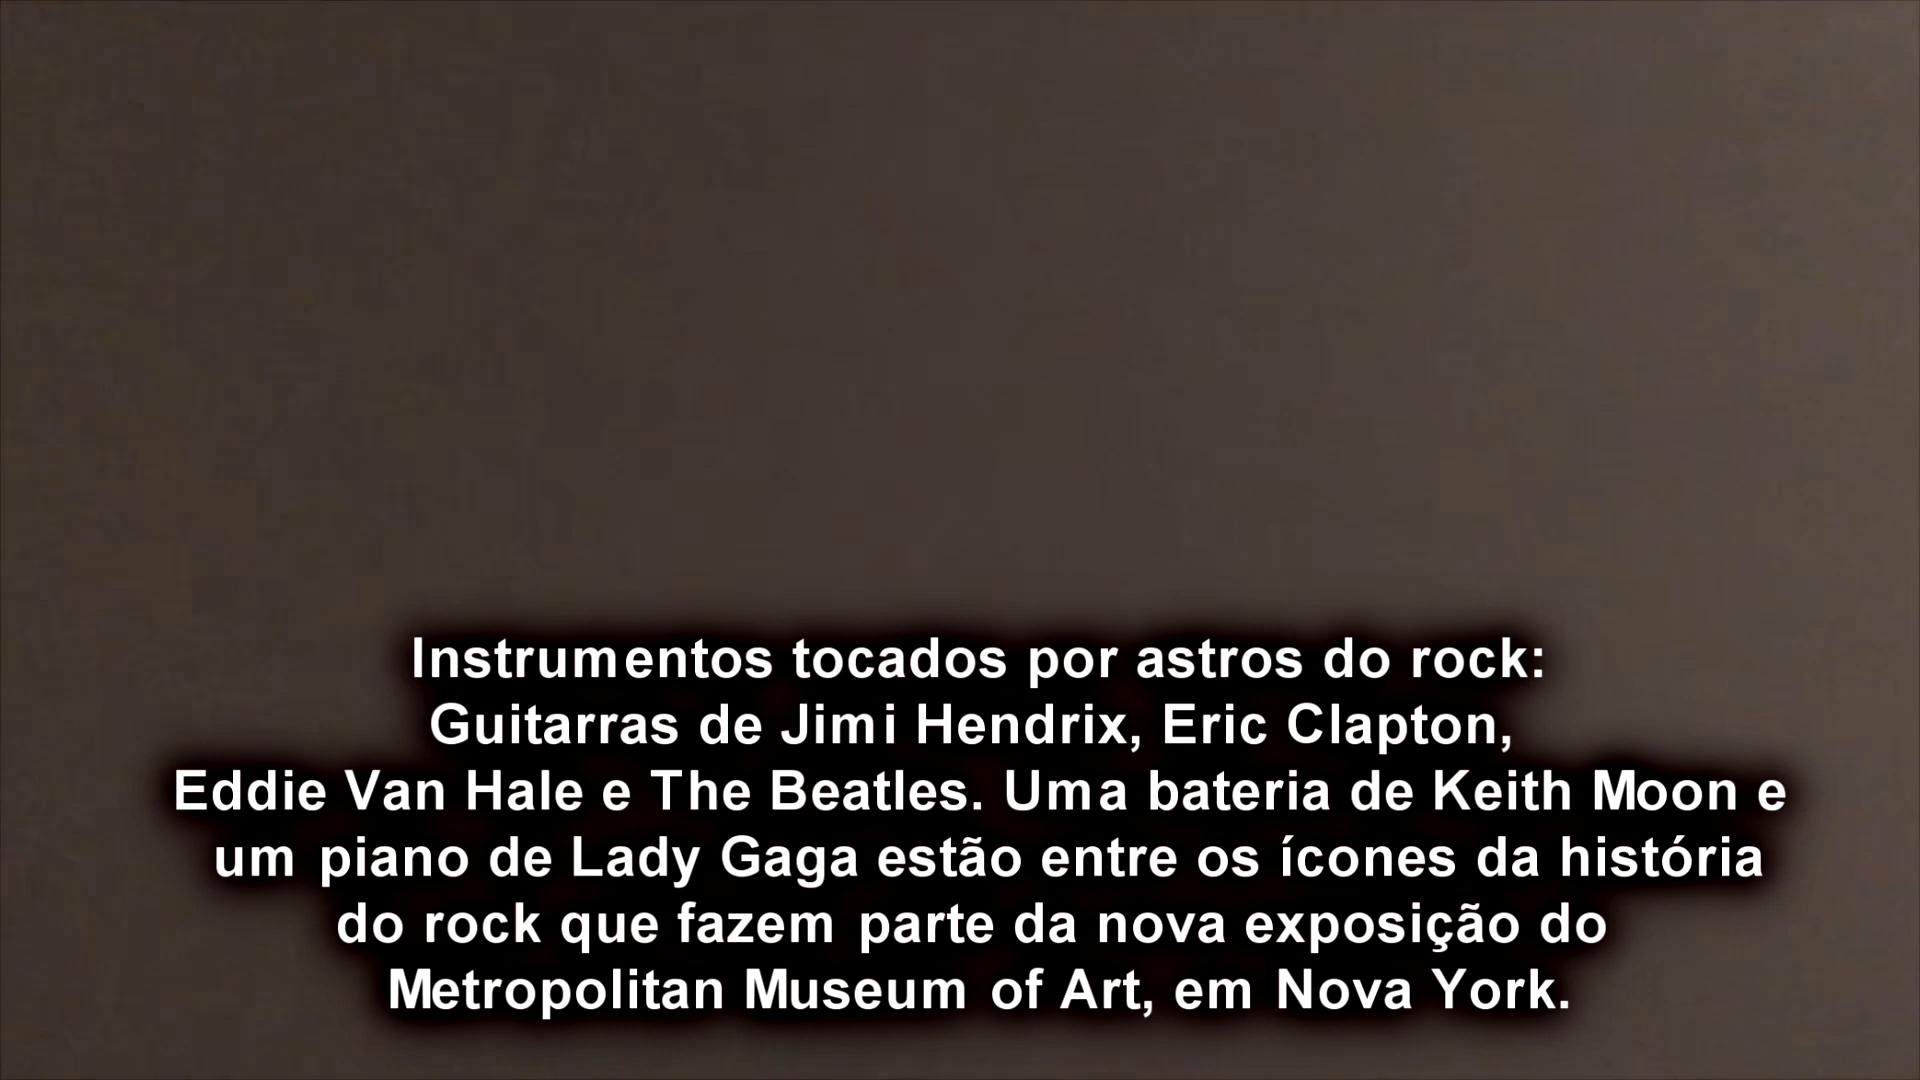 Instrumentos tocados por astros do rock:
Guitarras de Jimi Hendrix, Eric Clapton,
Eddie Van Hale e The Beatles. Uma bateria de Keith Moon e
um piano de Lady Gaga estão entre os ícones da história
do rock que fazem parte da nova exposição do
Metropolitan Museum of Art, em Nova York.